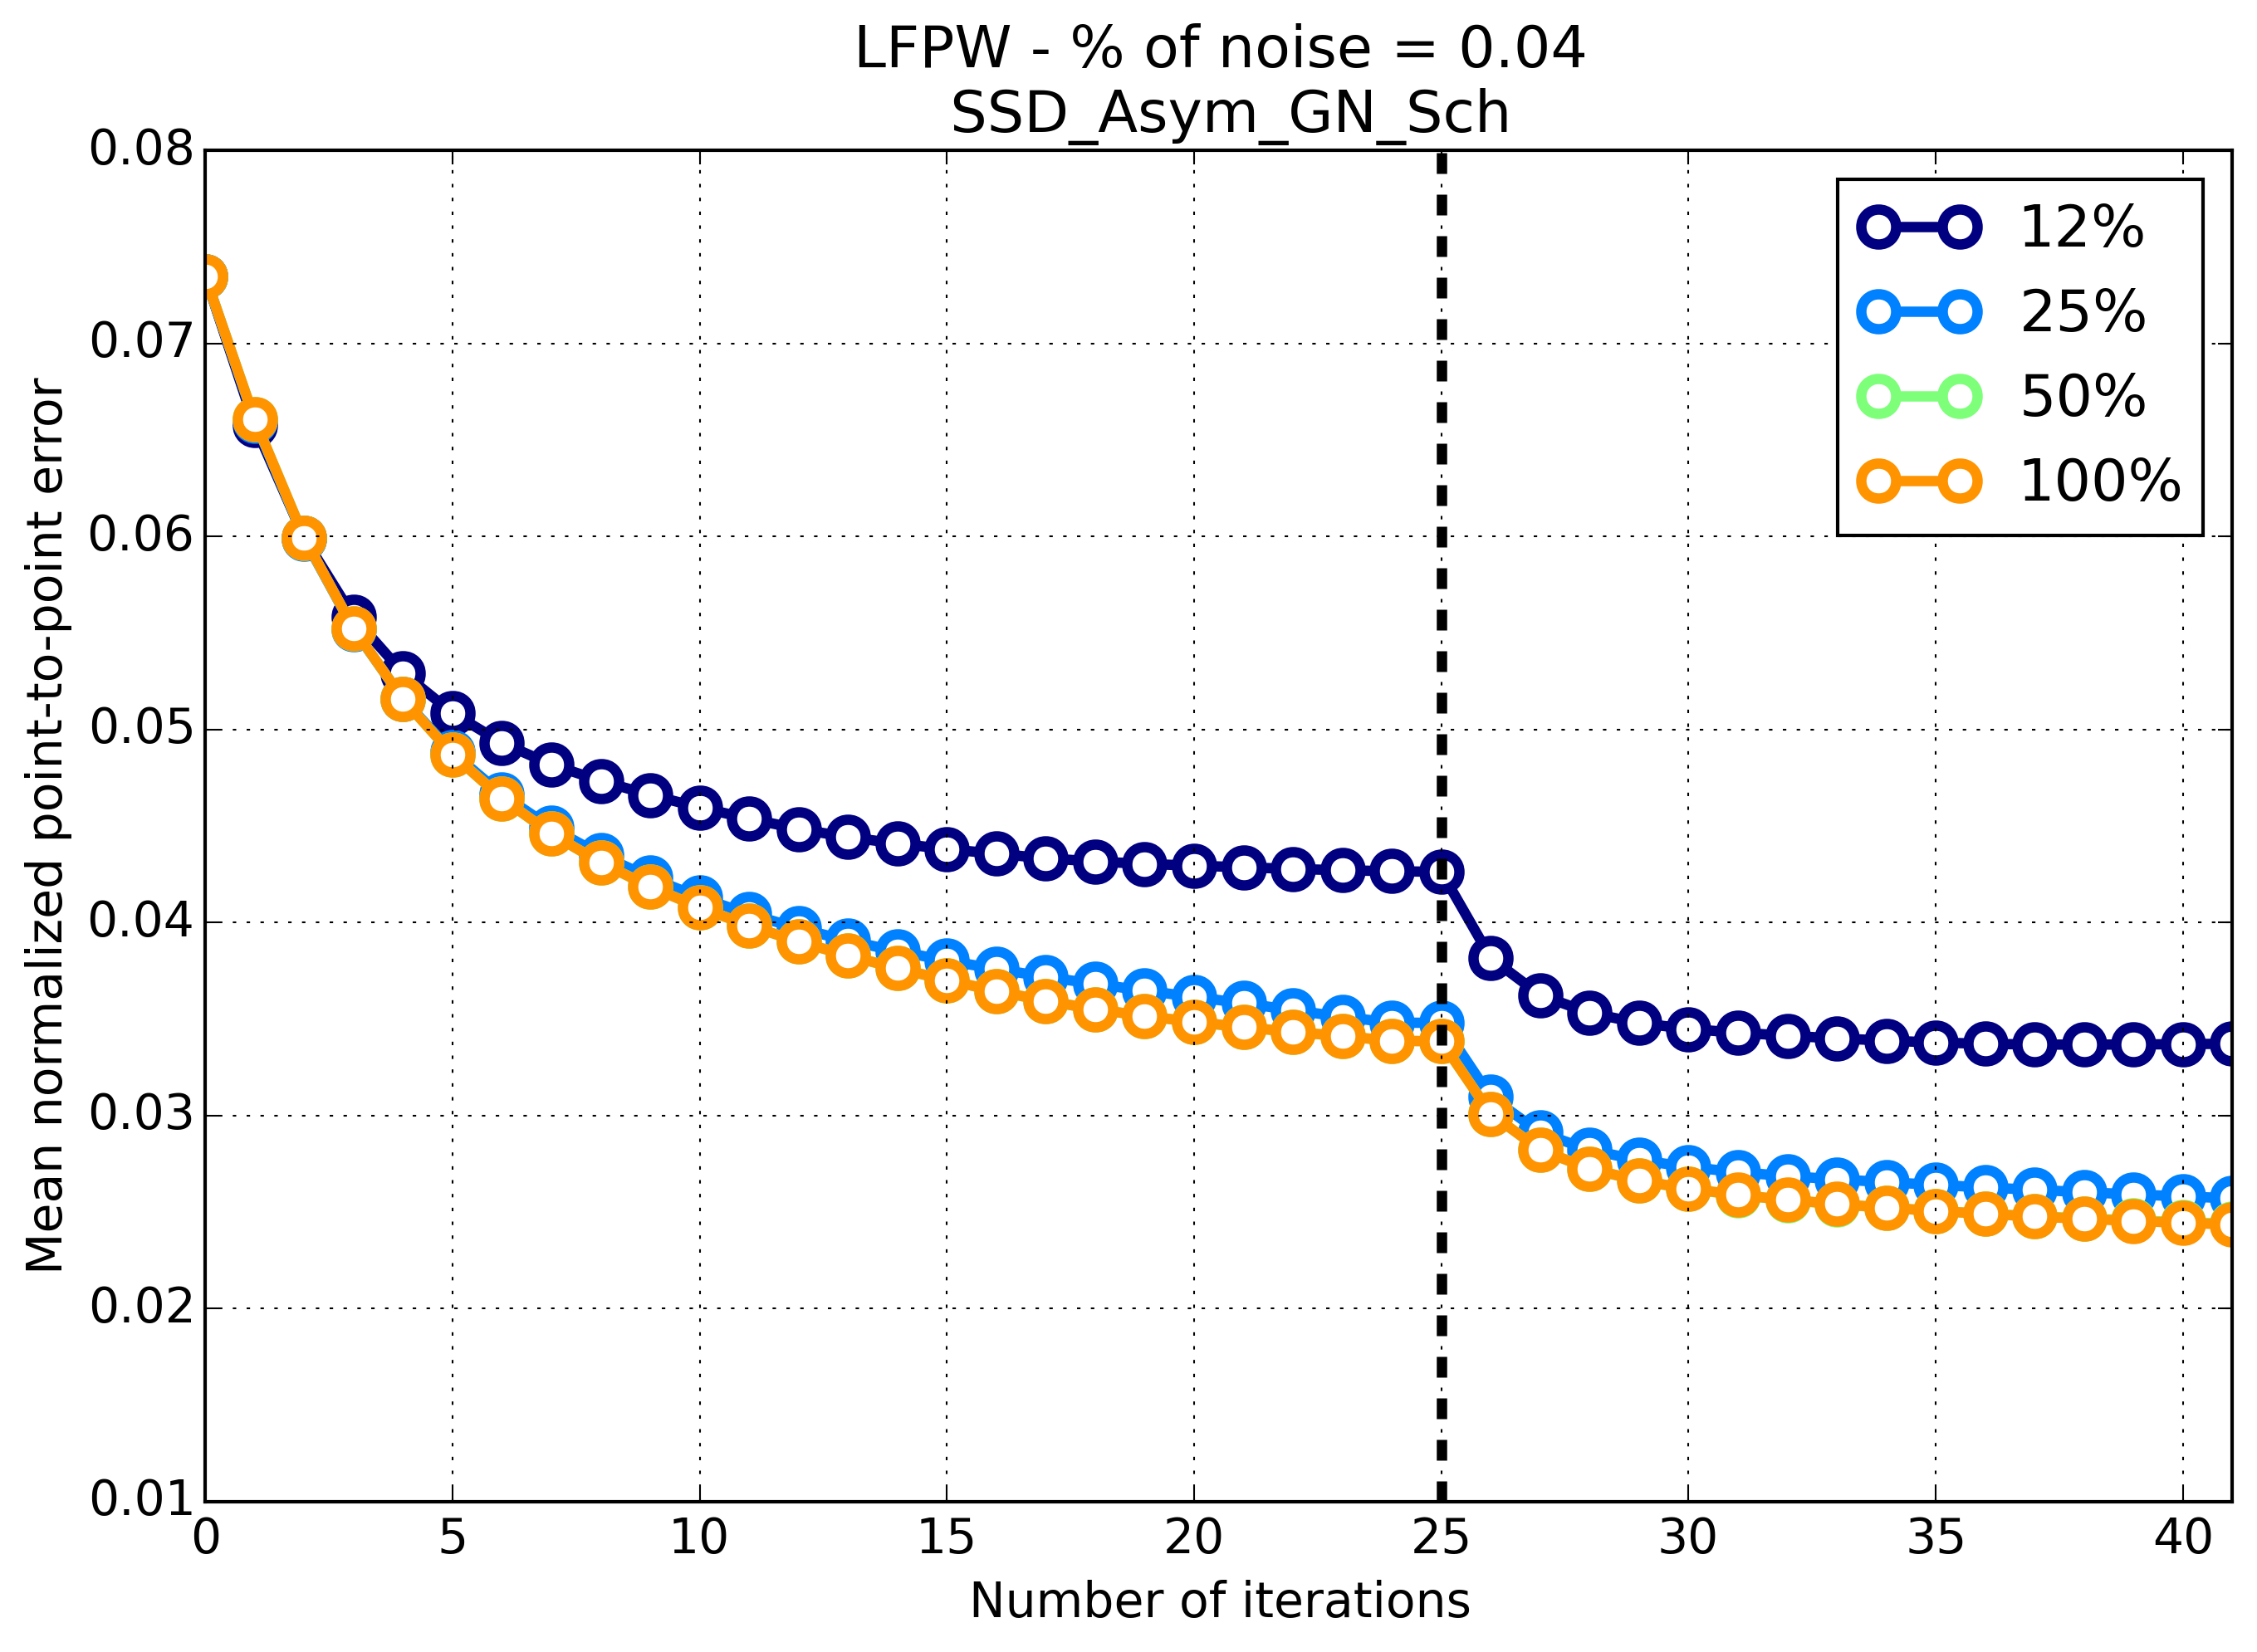 LFPW - % of noise = 0.04
SSD_Asym_GN_Sch
0.08
0.07
0.06
0.05
0.04
0.03
0.02
0.01
Mean normalized point-to-point error
12%
25%
50%
100%
0 5 10 15 20 25 30 35 40
Number of iterations